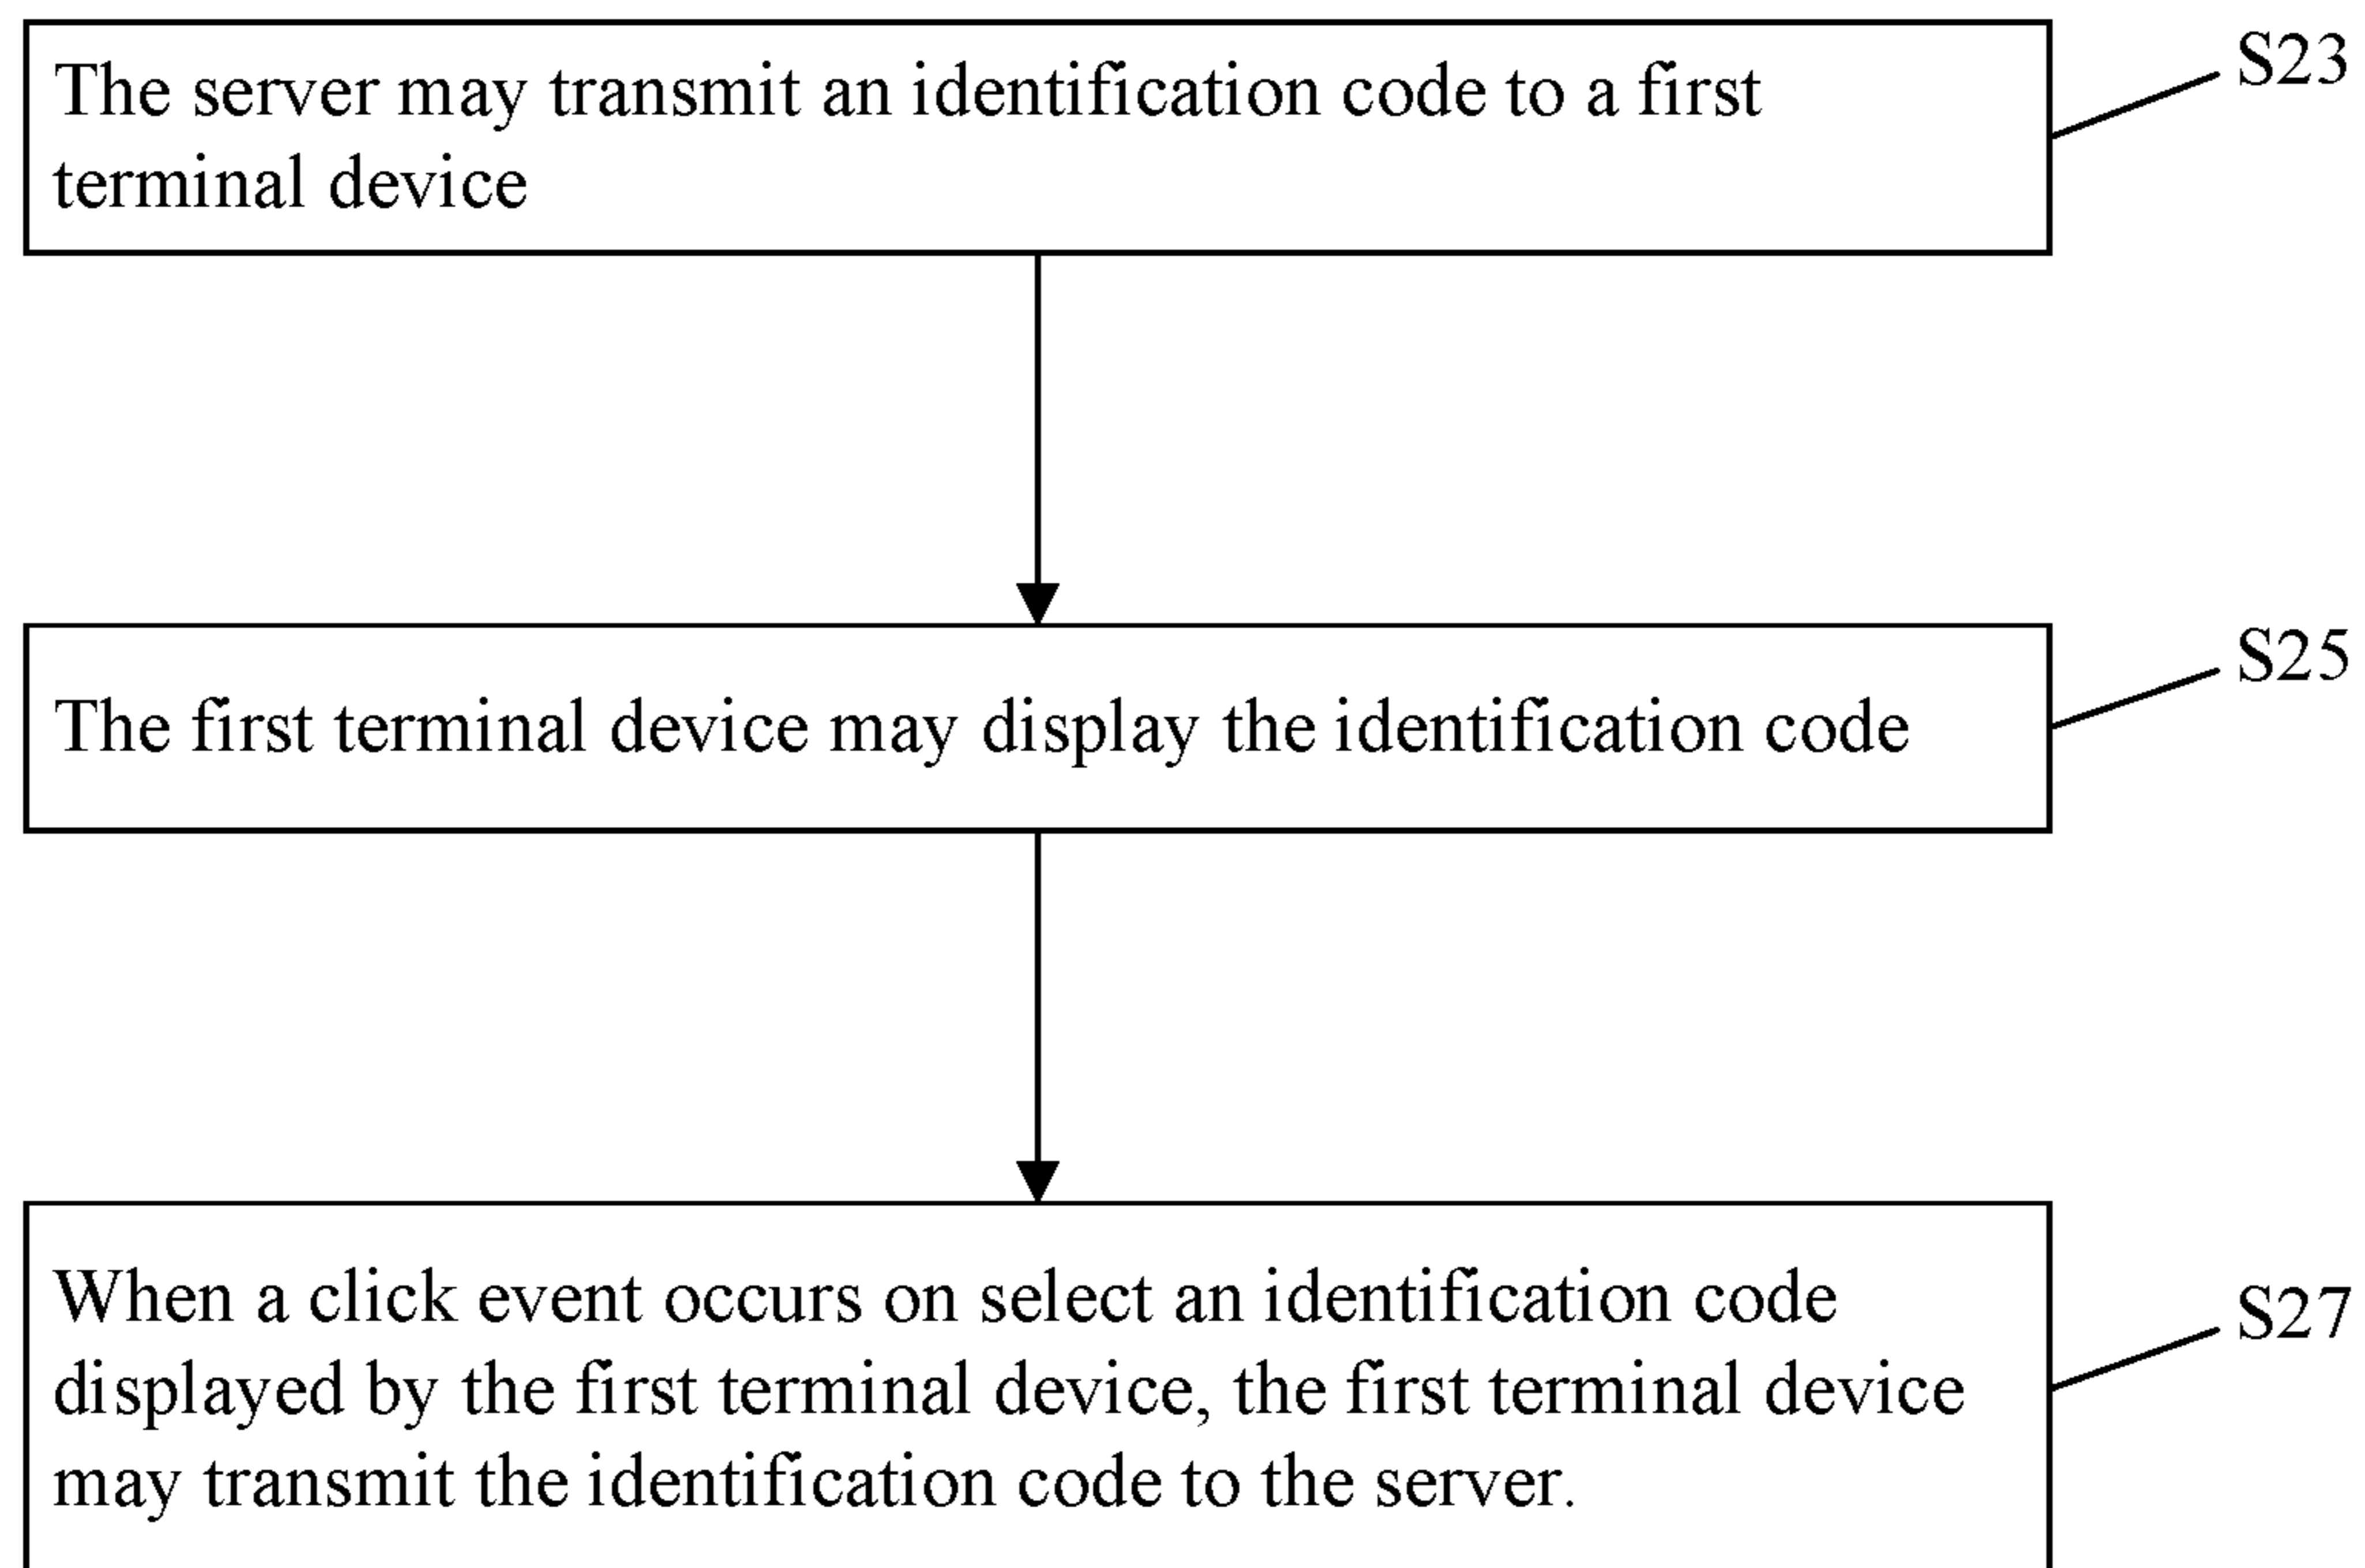 The server may transmit an identification code to a first
terminal device
S23
The first terminal device may display the identification code
S25
When a click event occurs on select an identification code
displayed by the first terminal device, the first terminal device
may transmit the identification code to the server.
S27